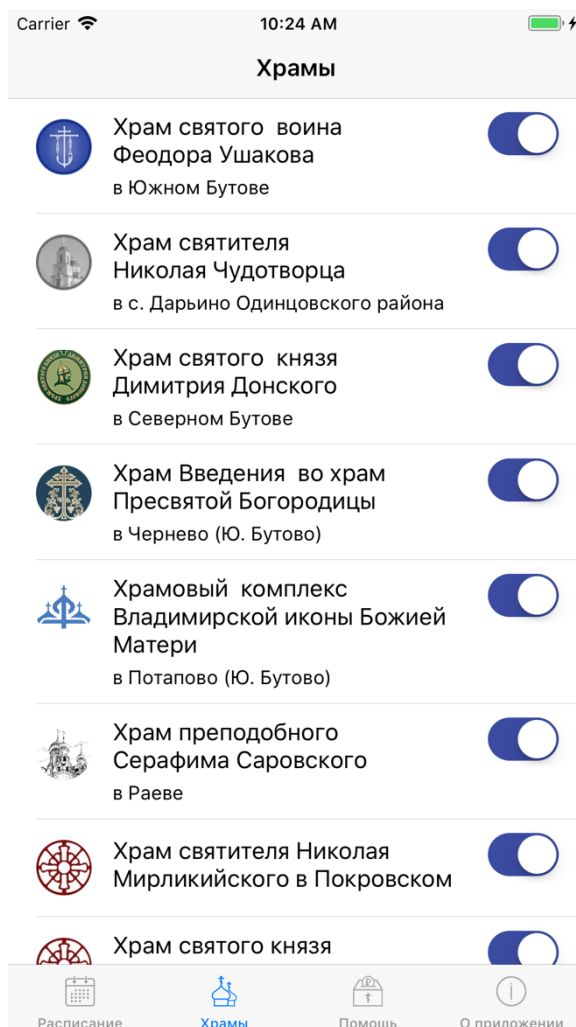 Carrier 10:24 AM
Храмы
Храм святого воина
Феодора Ушакова
в Южном Бутове
Храм святителя
Николая Чудотворца
в с. Дарьино Одинцовского района
Храм святого князя
Димитрия Донского
в Северном Бутове
Храм Введения во храм
Пресвятой Богородицы
в Чернево (Ю. Бутово)
Храмовый комплекс
Владимирской иконы Божией
Матери
в Потапово (Ю. Бутово)
Храм преподобного
Серафима Саровского
в Раеве
Храм святителя Николая
Мирликийского в Покровском
Храм святого князя
Расписание Храмы Помощь О приложении